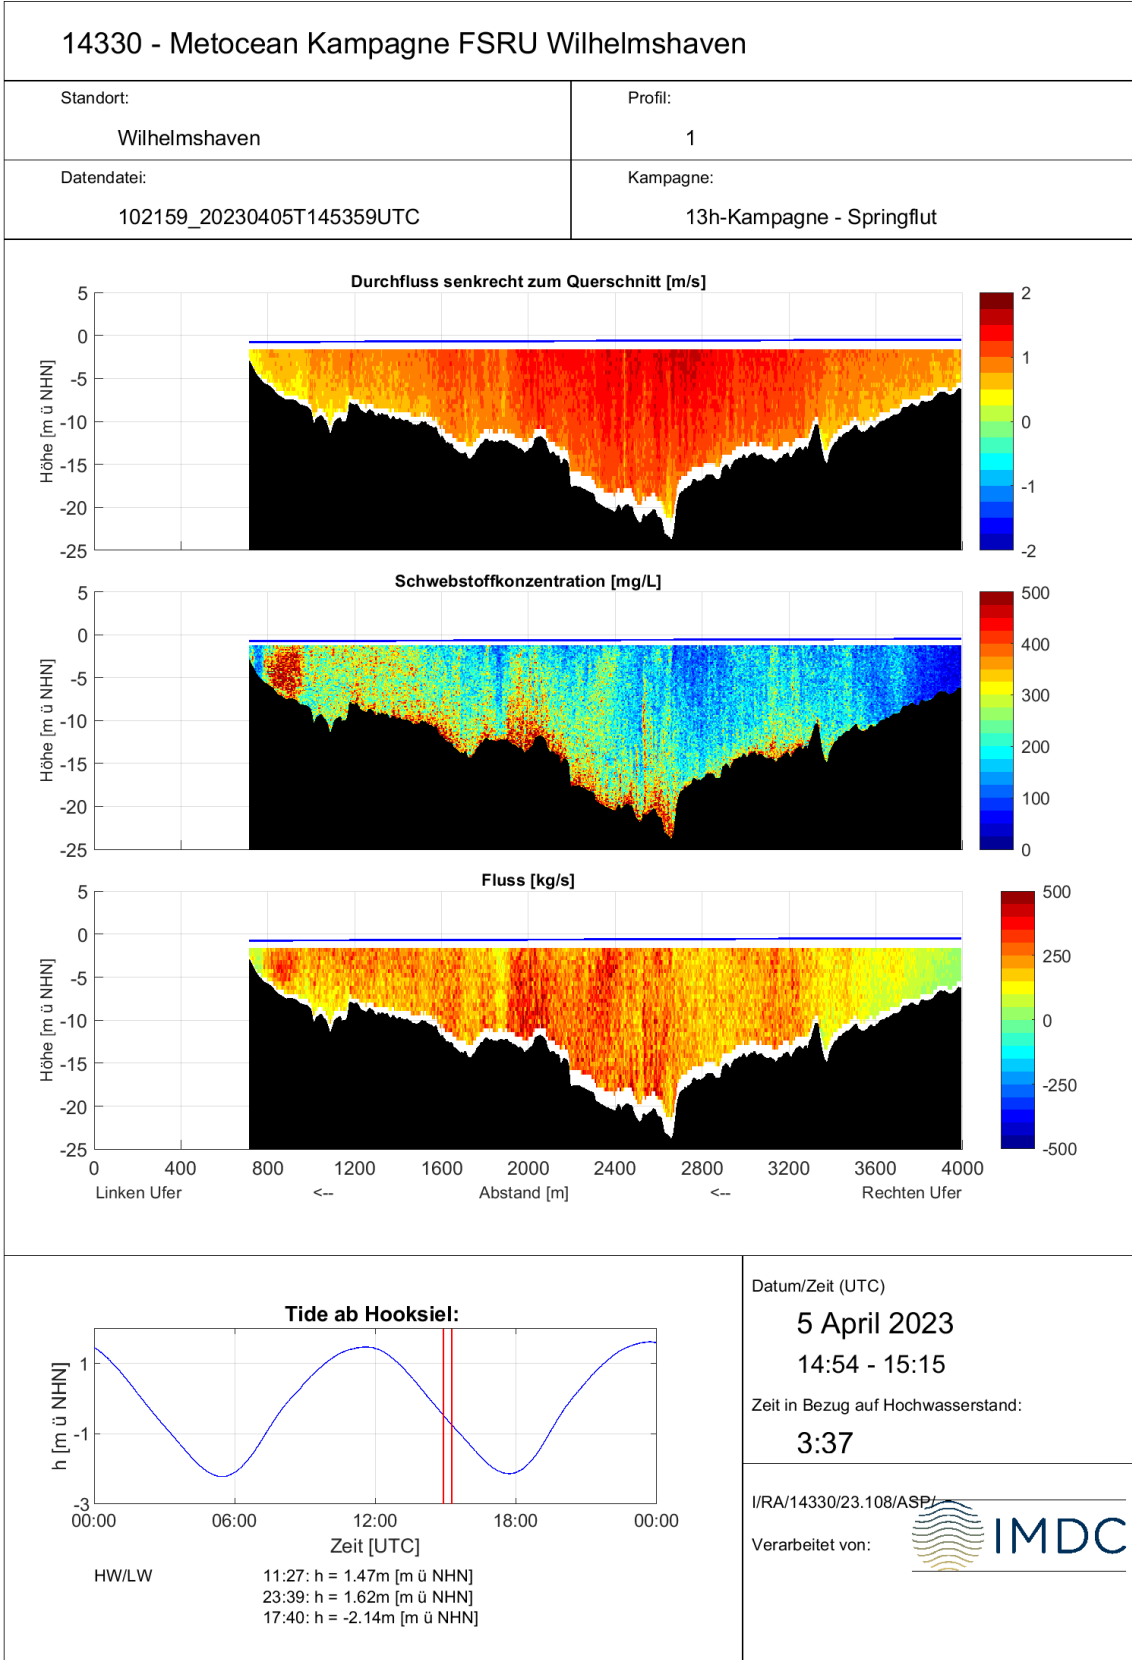 14330 - Metocean Kampagne FSRU Wilhelmshaven
Standort:
Wilhelmshaven
Profil:
1
Datendatei:
102159_20230405T145359UTC
Kampagne:
13h-Kampagne - Springflut
Durchfluss senkrecht zum Querschnitt [m/s]
Höhe [m ü NHN]
5
0
-5
-10
-15
-20
-25
2
1
0
-1
-2
Schwebstoffkonzentration [mg/L]
Höhe [m ü NHN]
5
0
-5
-10
-15
-20
-25
500
400
300
200
100
0
Fluss [kg/s]
Höhe [m ü NHN]
5
0
-5
-10
-15
-20
-25
500
250
0
-250
-500
0 400 800 1200 1600 2000 2400 2800 3200 3600 4000
Linken Ufer <-- Abstand [m] <-- Rechten Ufer
Tide ab Hooksiel:
h [m ü NHN]
1
-1
-3
00:00 06:00 12:00 18:00 00:00
Zeit [UTC]
HW/LW
11:27: h = 1.47m [m ü NHN]
23:39: h = 1.62m [m ü NHN]
17:40: h = -2.14m [m ü NHN]
Datum/Zeit (UTC)
5 April 2023
14:54 - 15:15
Zeit in Bezug auf Hochwasserstand:
3:37
I/RA/14330/23.108/ASP/
Verarbeitet von:
IMDC